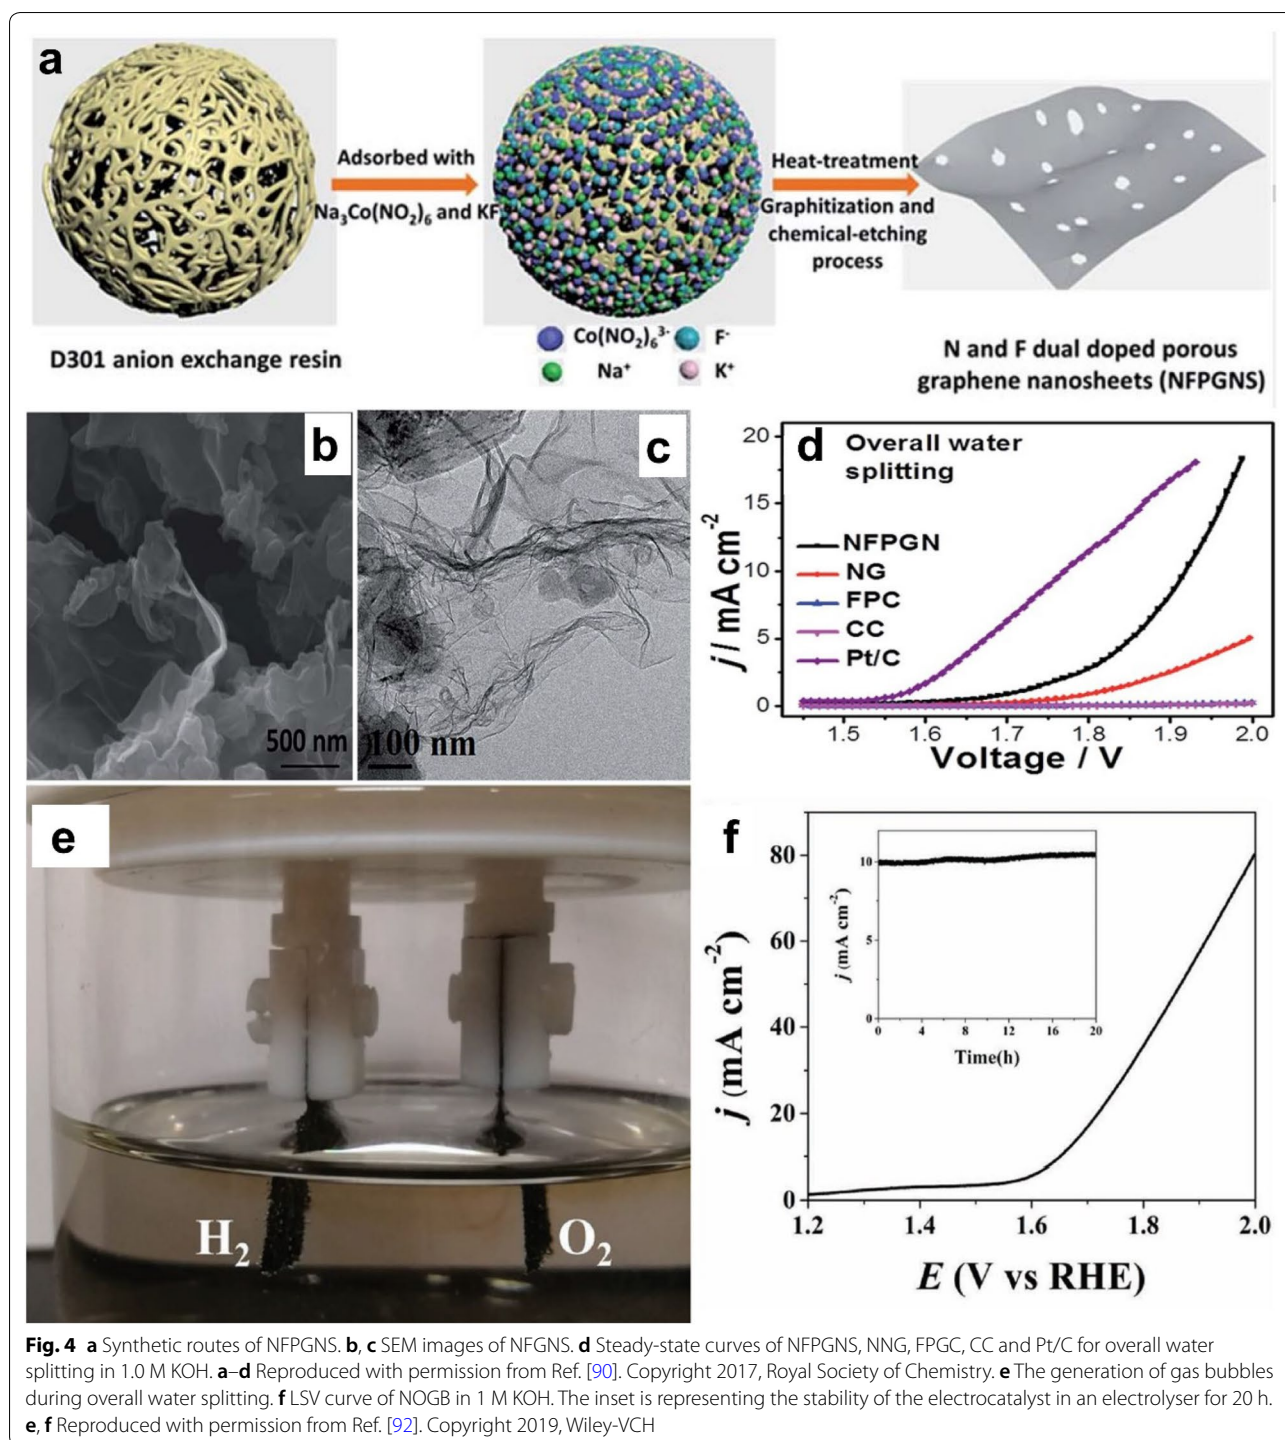 a
Adsorbed with
Na3Co(NO2)6 and KF
Heat-treatment
Graphitization and
chemical-etching
process
D301 anion exchange resin
Co(NO2)6³⁻ F⁻
Na⁺ K⁺
N and F dual doped porous
graphene nanosheets (NFPGNS)
b
500 nm
c
100 nm
d
Overall water
splitting
NFPGN
NG
FPC
CC
Pt/C
j / mA cm⁻²
20
15
10
5
0
1.5 1.6 1.7 1.8 1.9 2.0
Voltage / V
e
H₂ O₂
f
j (mA cm⁻²)
80
60
40
20
0
1.2 1.4 1.6 1.8 2.0
E (V vs RHE)
j (mA cm⁻²)
10
5
0
0 4 8 12 16 20
Time(h)
Fig. 4 a Synthetic routes of NFPGNS. b, c SEM images of NFGNS. d Steady-state curves of NFPGNS, NNG, FPGC, CC and Pt/C for overall water
splitting in 1.0 M KOH. a–d Reproduced with permission from Ref. [90]. Copyright 2017, Royal Society of Chemistry. e The generation of gas bubbles
during overall water splitting. f LSV curve of NOGB in 1 M KOH. The inset is representing the stability of the electrocatalyst in an electrolyser for 20 h.
e, f Reproduced with permission from Ref. [92]. Copyright 2019, Wiley-VCH